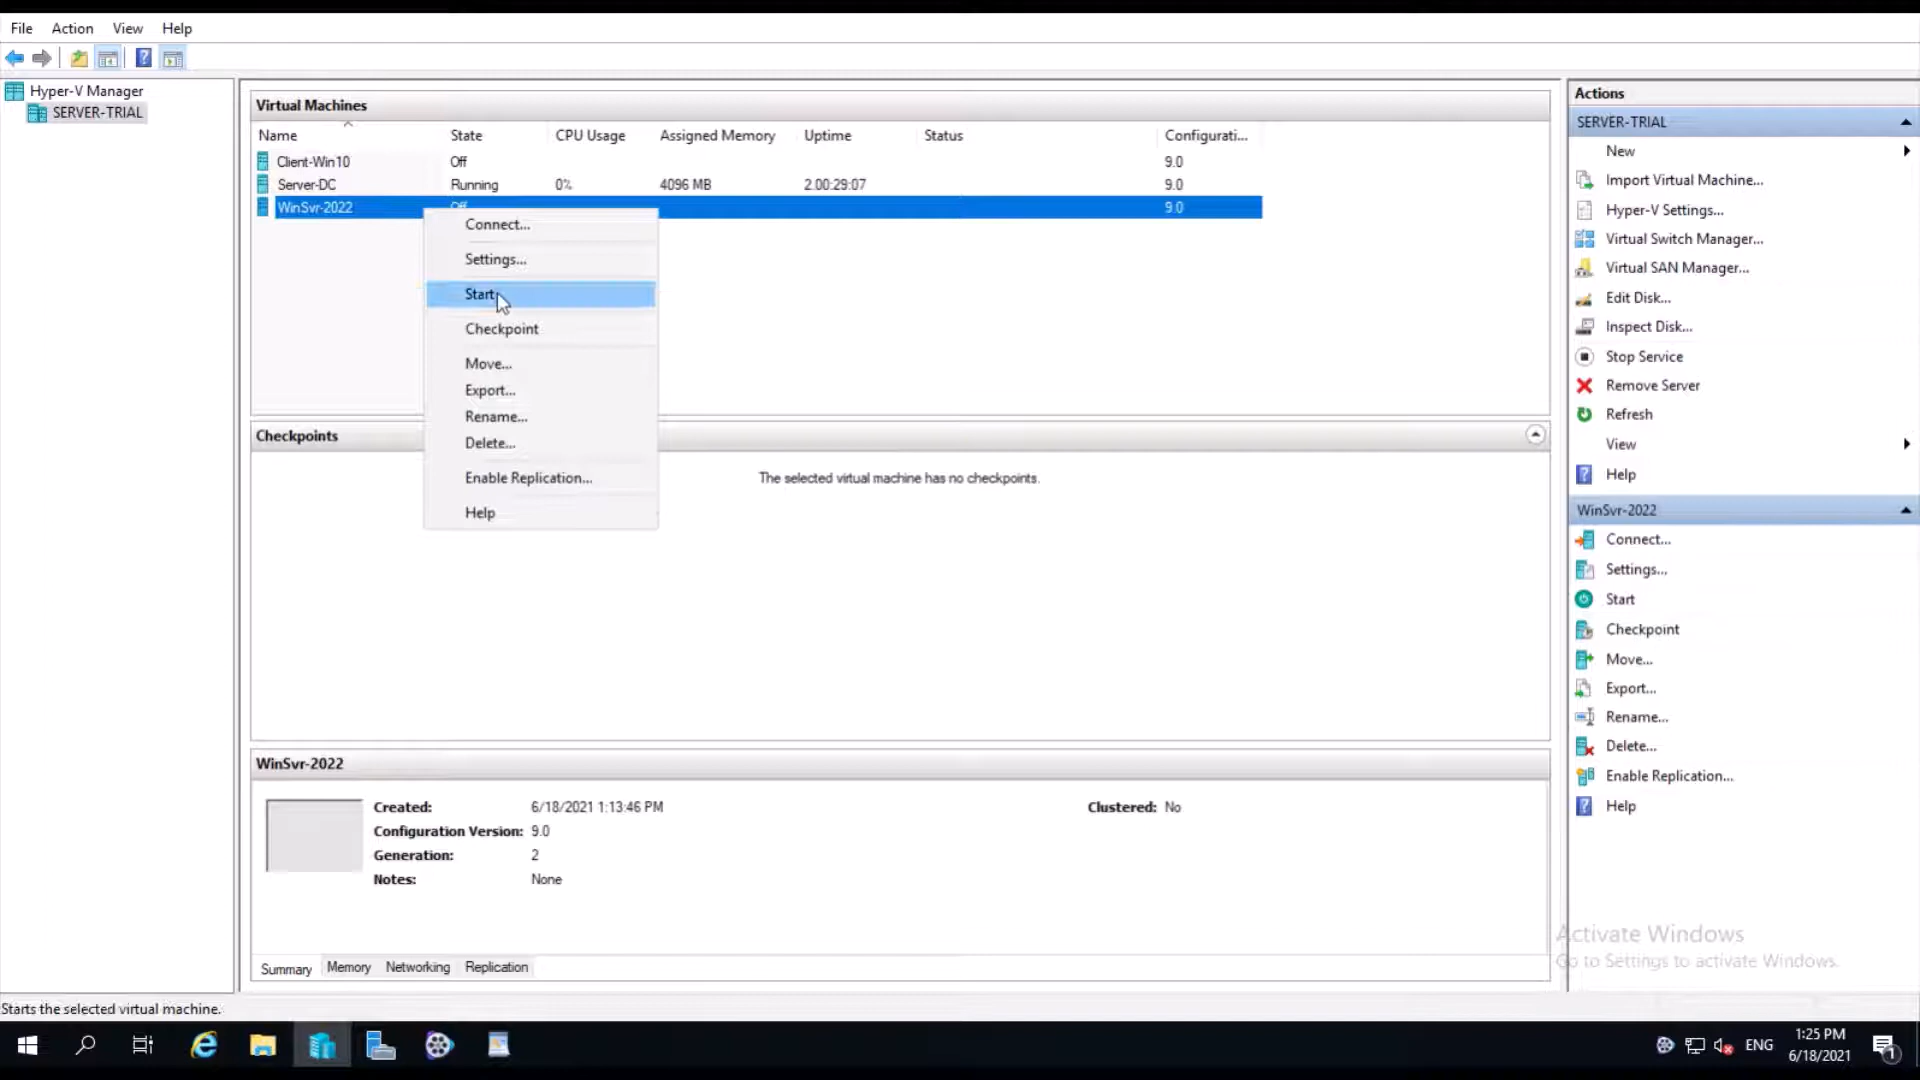 File Action View Help
Hyper-V Manager
SERVER-TRIAL
Virtual Machines
Name State CPU Usage Assigned Memory Uptime Status Configurati...
Client-Win10 Off 9.0
Server-DC Running 0% 4096 MB 2.00:29:07 9.0
WinSvr-2022 Off 9.0
Connect...
Settings...
Start
Checkpoint
Move...
Export...
Rename...
Delete...
Enable Replication...
Help
Checkpoints
The selected virtual machine has no checkpoints.
WinSvr-2022
Created: 6/18/2021 1:13:46 PM Clustered: No
Configuration Version: 9.0
Generation: 2
Notes: None
Summary Memory Networking Replication
Actions
SERVER-TRIAL
New
Import Virtual Machine...
Hyper-V Settings...
Virtual Switch Manager...
Virtual SAN Manager...
Edit Disk...
Inspect Disk...
Stop Service
Remove Server
Refresh
View
Help
WinSvr-2022
Connect...
Settings...
Start
Checkpoint
Move...
Export...
Rename...
Delete...
Enable Replication...
Help
Activate Windows
Go to Settings to activate Windows.
Starts the selected virtual machine.
ENG
1:25 PM
6/18/2021
1